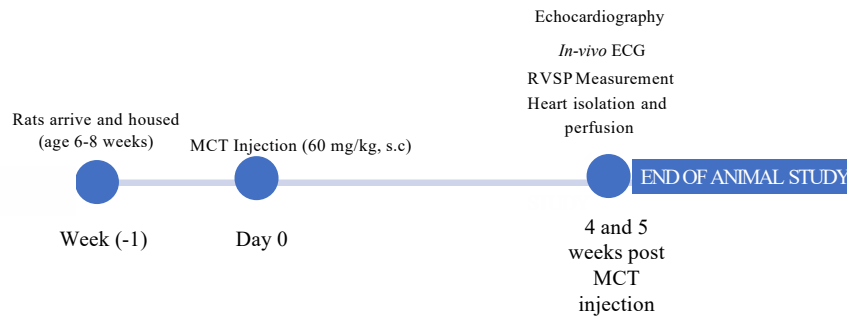 Echocardiography
In-vivo ECG
RVSP Measurement
Heart isolation and
perfusion
Rats arrive and housed
(age 6-8 weeks)
MCT Injection (60 mg/kg, s.c)
END OF ANIMAL STUDY
Week (-1)
Day 0
4 and 5
weeks post
MCT
injection